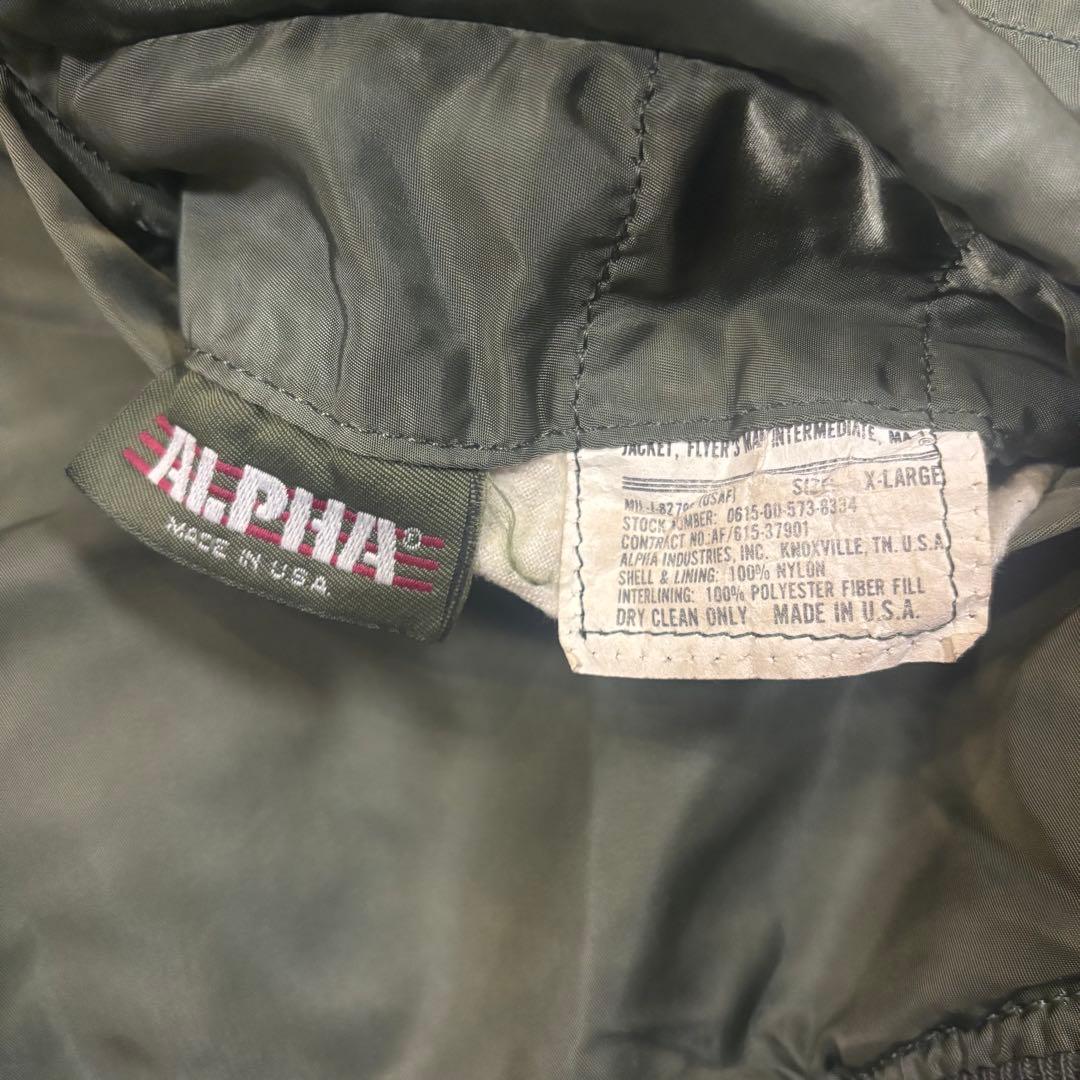 ALPHA®
MADE IN U.S.A.
JACKET, FLYER'S MAN INTERMEDIATE, MA
SIZE: X-LARGE
(USAF)
STOCK NUMBER: 0615-00-573-8334
CONTRACT NO: AF/615-37901
ALPHA INDUSTRIES, INC. KNOXVILLE, TN. U.S.A
SHELL & LINING: 100% NYLON
INTERLINING: 100% POLYESTER FIBER FILL
DRY CLEAN ONLY MADE IN U.S.A.